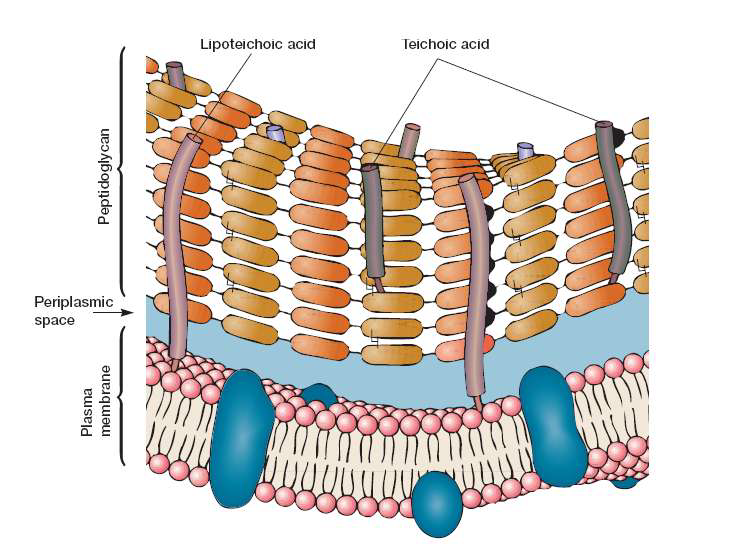 Lipoteichoic acid
Teichoic acid
Peptidoglycan
Periplasmic
space
Plasma
membrane